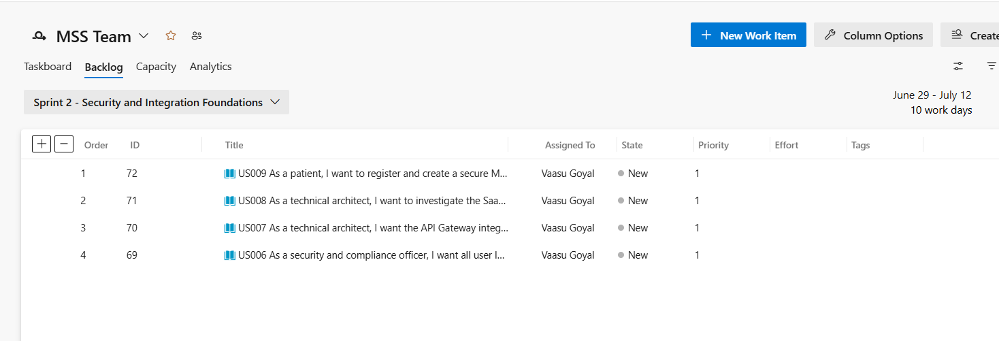 MSS Team
New Work Item
Column Options
Create
Taskboard Backlog Capacity Analytics
Sprint 2 - Security and Integration Foundations
June 29 - July 12
10 work days
Order ID Title Assigned To State Priority Effort Tags
1 72 US009 As a patient, I want to register and create a secure M... Vaasu Goyal New 1
2 71 US008 As a technical architect, I want to investigate the Saa... Vaasu Goyal New 1
3 70 US007 As a technical architect, I want the API Gateway integ... Vaasu Goyal New 1
4 69 US006 As a security and compliance officer, I want all user l... Vaasu Goyal New 1